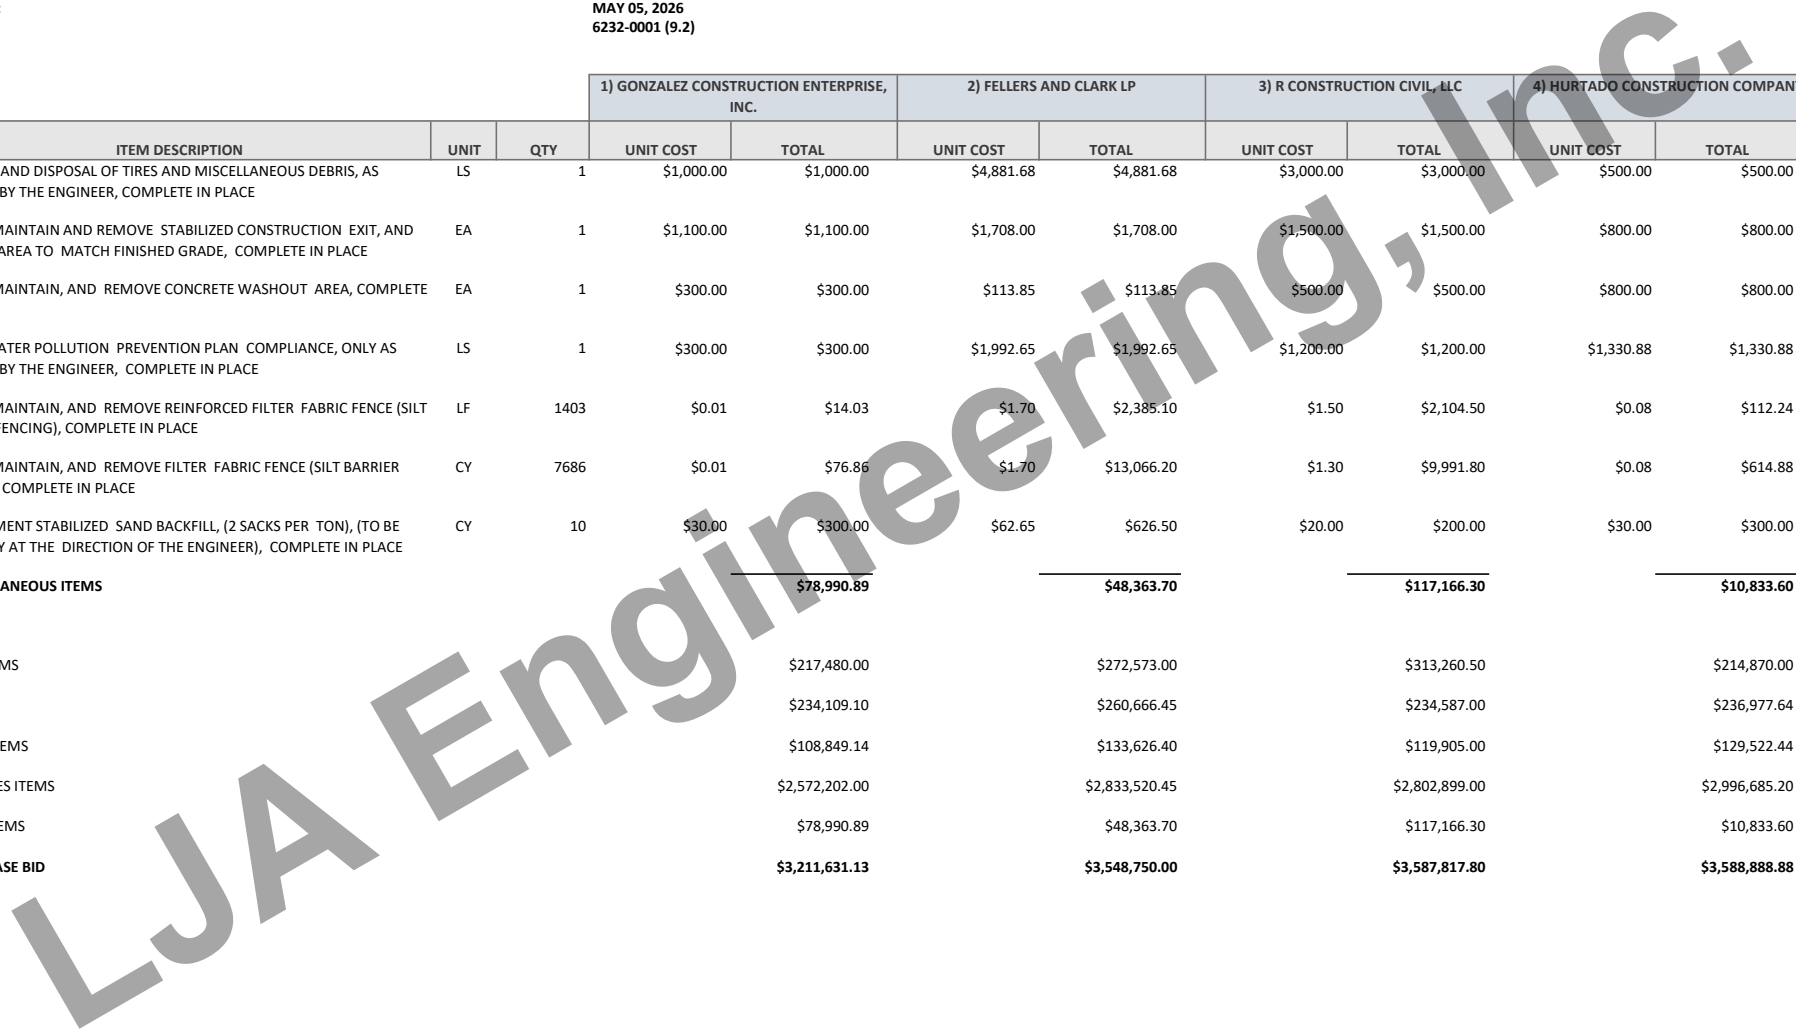 :
MAY 05, 2026
6232-0001 (9.2)
1) GONZALEZ CONSTRUCTION ENTERPRISE, INC. 2) FELLERS AND CLARK LP 3) R CONSTRUCTION CIVIL, LLC 4) HURTADO CONSTRUCTION COMPAN
ITEM DESCRIPTION UNIT QTY UNIT COST TOTAL UNIT COST TOTAL UNIT COST TOTAL UNIT COST TOTAL
AND DISPOSAL OF TIRES AND MISCELLANEOUS DEBRIS, AS LS 1 $1,000.00 $1,000.00 $4,881.68 $4,881.68 $3,000.00 $3,000.00 $500.00 $500.00
BY THE ENGINEER, COMPLETE IN PLACE
MAINTAIN AND REMOVE STABILIZED CONSTRUCTION EXIT, AND EA 1 $1,100.00 $1,100.00 $1,708.00 $1,708.00 $1,500.00 $1,500.00 $800.00 $800.00
AREA TO MATCH FINISHED GRADE, COMPLETE IN PLACE
MAINTAIN, AND REMOVE CONCRETE WASHOUT AREA, COMPLETE EA 1 $300.00 $300.00 $113.85 $113.85 $500.00 $500.00 $800.00 $800.00
ATER POLLUTION PREVENTION PLAN COMPLIANCE, ONLY AS LS 1 $300.00 $300.00 $1,992.65 $1,992.65 $1,200.00 $1,200.00 $1,330.88 $1,330.88
BY THE ENGINEER, COMPLETE IN PLACE
MAINTAIN, AND REMOVE REINFORCED FILTER FABRIC FENCE (SILT LF 1403 $0.01 $14.03 $1.70 $2,385.10 $1.50 $2,104.50 $0.08 $112.24
FENCING), COMPLETE IN PLACE
MAINTAIN, AND REMOVE FILTER FABRIC FENCE (SILT BARRIER CY 7686 $0.01 $76.86 $1.70 $13,066.20 $1.30 $9,991.80 $0.08 $614.88
COMPLETE IN PLACE
MENT STABILIZED SAND BACKFILL, (2 SACKS PER TON), (TO BE CY 10 $30.00 $300.00 $62.65 $626.50 $20.00 $200.00 $30.00 $300.00
Y AT THE DIRECTION OF THE ENGINEER), COMPLETE IN PLACE
ANEOUS ITEMS $78,990.89 $48,363.70 $117,166.30 $10,833.60
MS $217,480.00 $272,573.00 $313,260.50 $214,870.00
$234,109.10 $260,666.45 $234,587.00 $236,977.64
EMS $108,849.14 $133,626.40 $119,905.00 $129,522.44
ES ITEMS $2,572,202.00 $2,833,520.45 $2,802,899.00 $2,996,685.20
EMS $78,990.89 $48,363.70 $117,166.30 $10,833.60
ASE BID $3,211,631.13 $3,548,750.00 $3,587,817.80 $3,588,888.88
LJA Engineering, Inc.